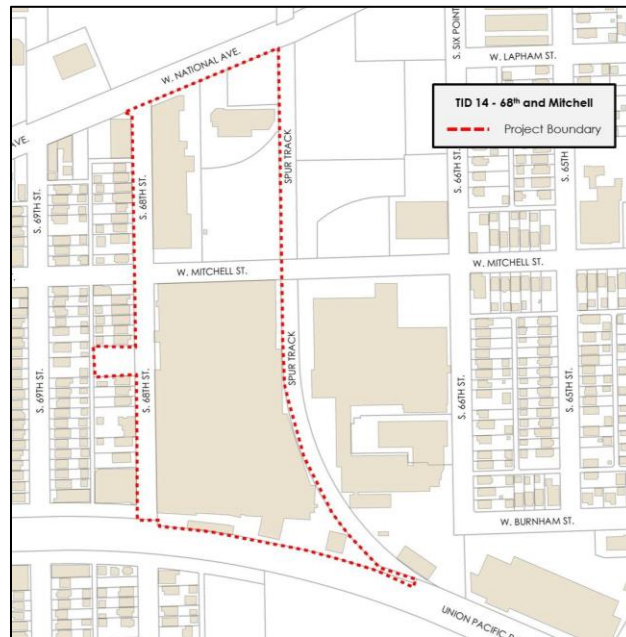 W. NATIONAL AVE.
S. SIX POINT
W. LAPHAM ST.
TID 14 - 68th and Mitchell
Project Boundary
AVE.
S. 69TH ST.
S. 68TH ST.
SPUR TRACK
S. 66TH ST.
S. 65TH
W. MITCHELL ST.
W. MITCHELL ST.
S. 69TH ST.
S. 68TH ST.
SPUR TRACK
S. 66TH ST.
S. 65TH ST.
W. BURNHAM ST.
UNION PACIFIC R